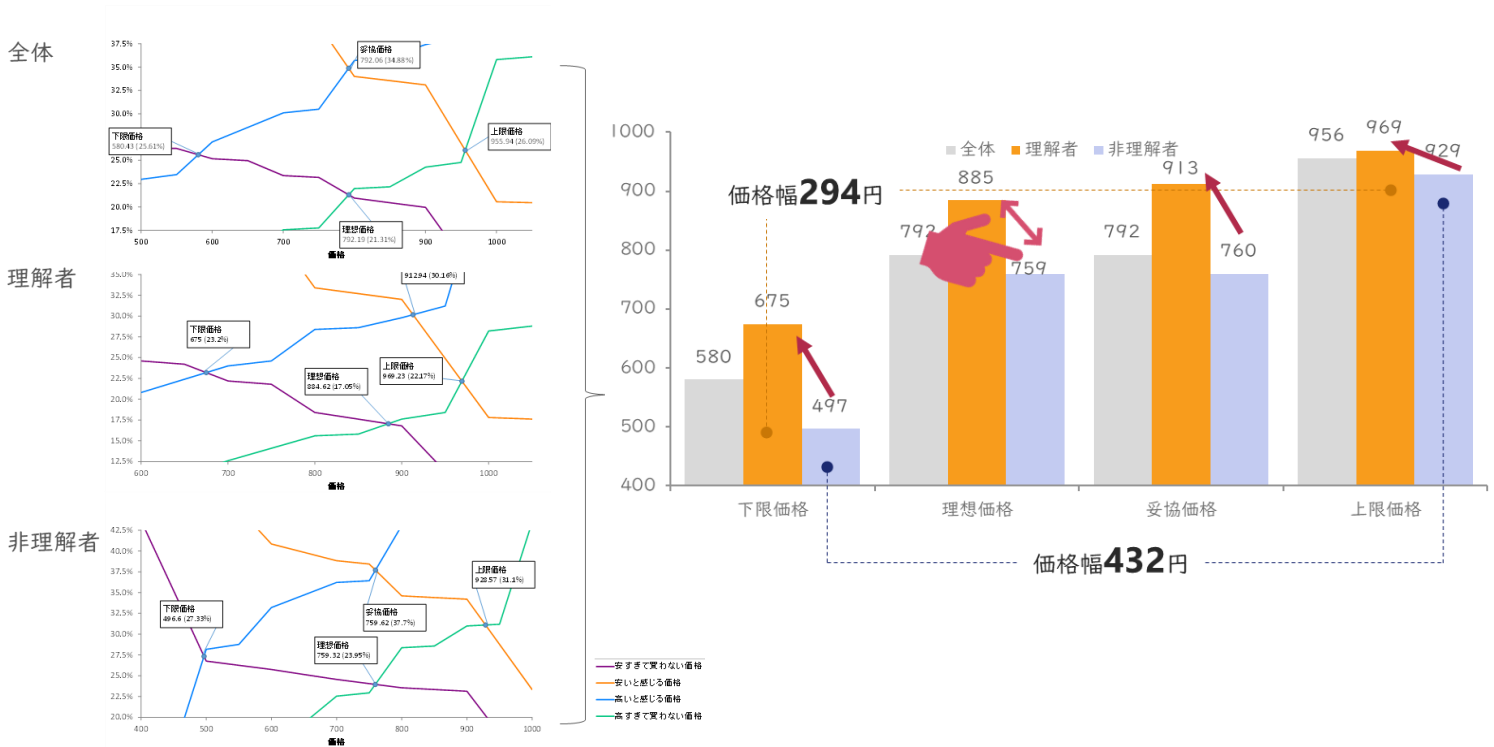 全体
37.5%
35.0%
32.5%
30.0%
25.0%
22.5%
20.0%
17.5%
500
600
700
900
1000
価格
妥協価格
792.06 (34.88%)
下限価格
580.43 (25.61%)
上限価格
955.94 (26.09%)
理想価格
792.19 (21.31%)
理解者
35.0%
32.5%
30.0%
27.5%
25.0%
22.5%
20.0%
17.5%
15.0%
12.5%
600
700
800
900
1000
価格
912.94 (30.16%)
下限価格
675 (23.2%)
上限価格
969.23 (22.17%)
理想価格
884.62 (17.05%)
非理解者
42.5%
40.0%
37.5%
35.0%
32.5%
30.0%
27.5%
25.0%
22.5%
20.0%
400
500
600
700
800
900
1000
価格
上限価格
928.57 (31.1%)
下限価格
496.6 (27.33%)
妥協価格
759.62 (37.7%)
理想価格
759.32 (23.95%)
安すぎて買わない価格
安いと感じる価格
高いと感じる価格
高すぎて買わない価格
全体 理解者 非理解者
価格幅294円
1000
900
800
700
600
500
400
580
675
497
792
885
759
792
913
760
956
969
929
下限価格
理想価格
妥協価格
上限価格
価格幅432円